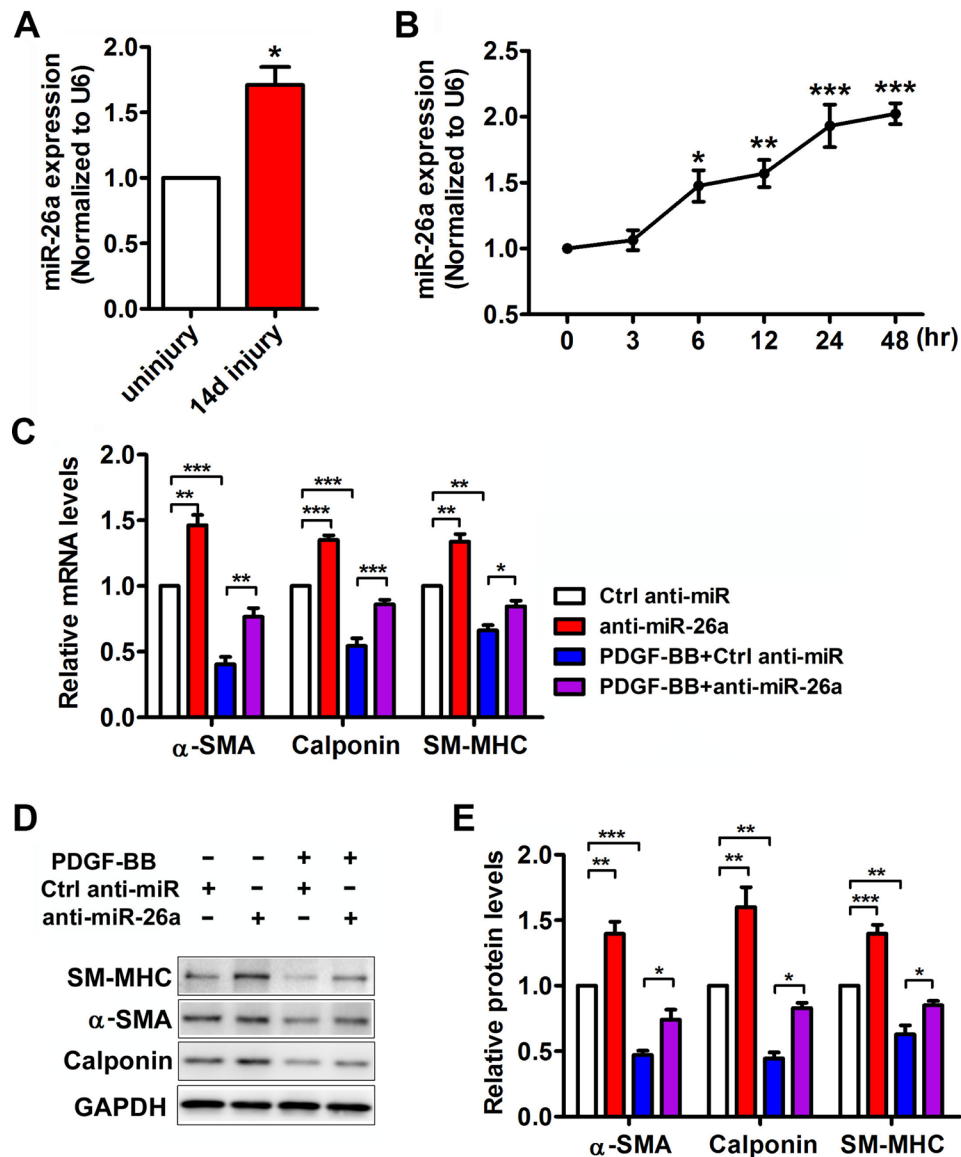 A
miR-26a expression
(Normalized to U6)
2.0
1.5
1.0
0.5
0.0
*
uninjury
14d injury
B
miR-26a expression
(Normalized to U6)
2.5
2.0
1.5
1.0
0.5
*
**
***
***
0 3 6 12 24 48 (hr)
C
Relative mRNA levels
2.0
1.5
1.0
0.5
0.0
***
**
**
***
***
***
**
**
*
α-SMA Calponin SM-MHC
Ctrl anti-miR
anti-miR-26a
PDGF-BB+Ctrl anti-miR
PDGF-BB+anti-miR-26a
D
PDGF-BB − − + +
Ctrl anti-miR + − + −
anti-miR-26a − + − +
SM-MHC
α-SMA
Calponin
GAPDH
E
Relative protein levels
2.0
1.5
1.0
0.5
0.0
***
**
*
**
**
*
**
***
*
α-SMA Calponin SM-MHC